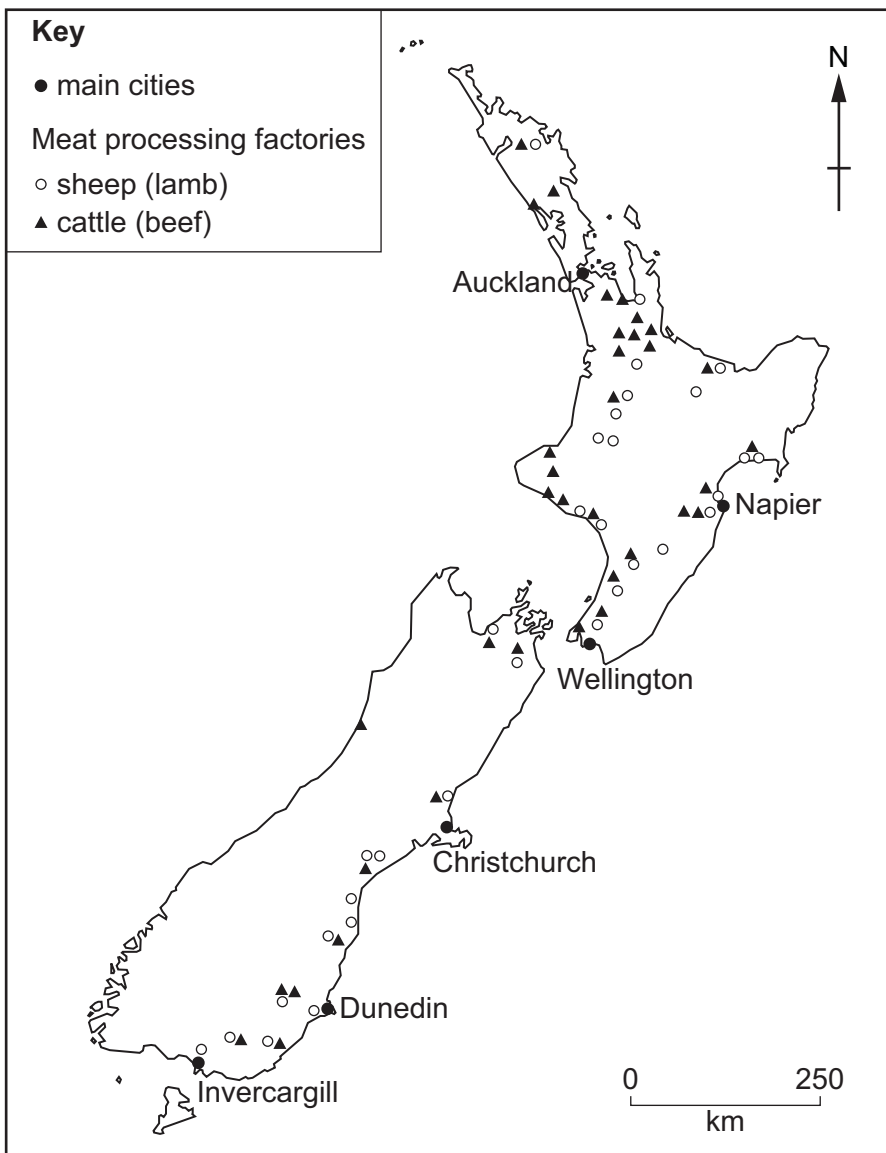 Key
main cities
Meat processing factories
sheep (lamb)
cattle (beef)
N
Auckland
Napier
Wellington
Christchurch
Dunedin
Invercargill
0 250
km